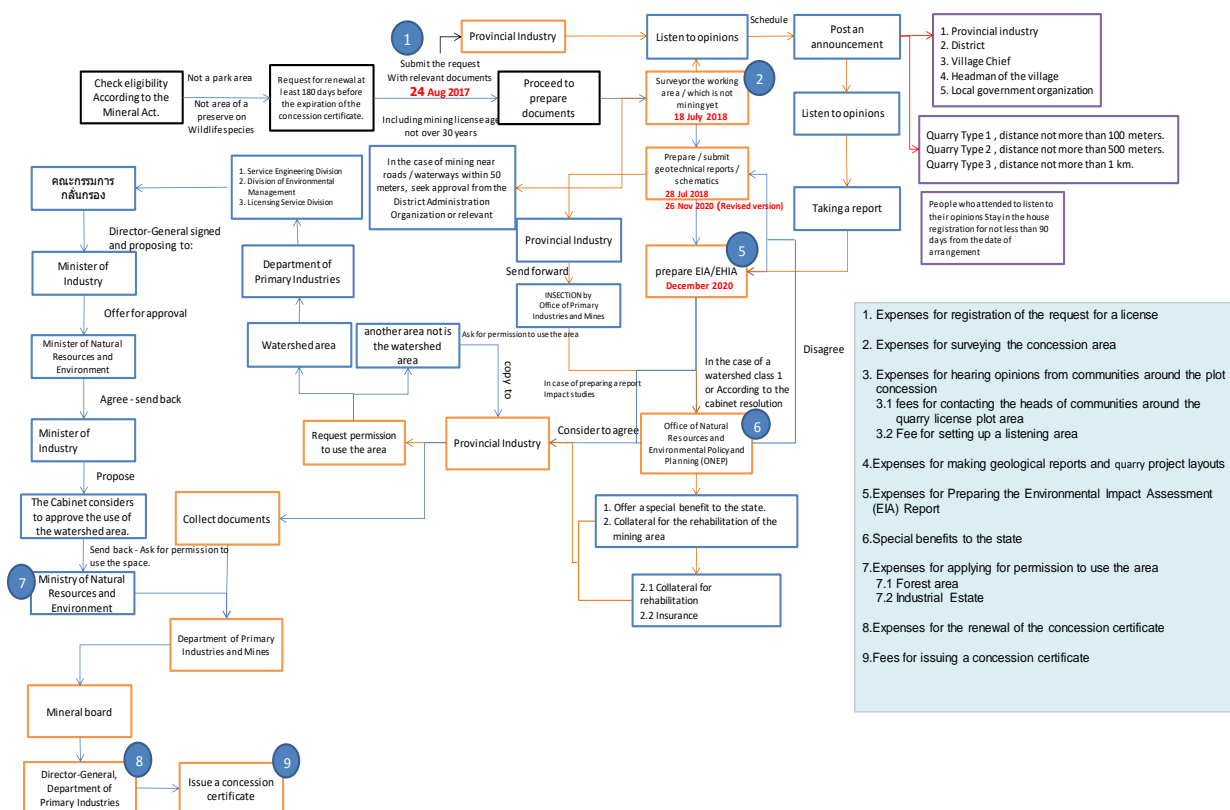 1
Provincial Industry
Listen to opinions
Schedule
Post an
announcement
1. Provincial industry
2. District
3. Village Chief
4. Headman of the village
5. Local government organization
Check eligibility
According to the
Mineral Act.
Not a park area
Not area of a
preserve on
Wildlife species
Request for renewal at
least 180 days before
the expiration of the
concession certificate.
Submit the request
With relevant documents
24 Aug 2017
Including mining license age
not over 30 years
Proceed to
prepare
documents
Surveyor the working
area / which is not
mining yet
18 July 2018
2
Listen to opinions
Quarry Type 1 , distance not more than 100 meters.
Quarry Type 2 , distance not more than 500 meters.
Quarry Type 3 , distance not more than 1 km.
คณะกรรมการ
กลั่นกรอง
1. Service Engineering Division
2. Division of Environmental
Management
3. Licensing Service Division
In the case of mining near
roads / waterways within 50
meters, seek approval from the
District Administration
Organization or relevant
Prepare / submit
geotechnical reports /
schematics
28 Jul 2018
26 Nov 2020 (Revised version)
Taking a report
People who attended to listen to
their opinions Stay in the house
registration for not less than 90
days from the date of
arrangement
Director-General signed
and proposing to:
Minister of
Industry
Department of
Primary Industries
Provincial Industry
Send forward
5
prepare EIA/EHIA
December 2020
INSECTION by
Office of Primary
Industries and Mines
Offer for approval
Minister of Natural
Resources and
Environment
Watershed area
another area not is
the watershed
area
Ask for permission to use the area
copy to
In case of preparing a report
Impact studies
In the case of a
watershed class 1
or According to the
cabinet resolution
Disagree
Agree - send back
Minister of
Industry
Request permission
to use the area
Provincial Industry
Consider to agree
Office of Natural
Resources and
Environmental Policy and
Planning (ONEP)
6
Propose
The Cabinet considers
to approve the use of
the watershed area.
Collect documents
1. Offer a special benefit to the state.
2. Collateral for the rehabilitation of the
mining area
Send back - Ask for permission to
use the space.
7
Ministry of Natural
Resources and
Environment
2.1 Collateral for
rehabilitation
2.2 Insurance
Department of Primary
Industries and Mines
Mineral board
8
Director-General,
Department of
Primary Industries
9
Issue a concession
certificate
1. Expenses for registration of the request for a license
2. Expenses for surveying the concession area
3. Expenses for hearing opinions from communities around the plot
concession
3.1 fees for contacting the heads of communities around the
quarry license plot area
3.2 Fee for setting up a listening area
4.Expenses for making geological reports and quarry project layouts
5.Expenses for Preparing the Environmental Impact Assessment
(EIA) Report
6.Special benefits to the state
7.Expenses for applying for permission to use the area
7.1 Forest area
7.2 Industrial Estate
8.Expenses for the renewal of the concession certificate
9.Fees for issuing a concession certificate